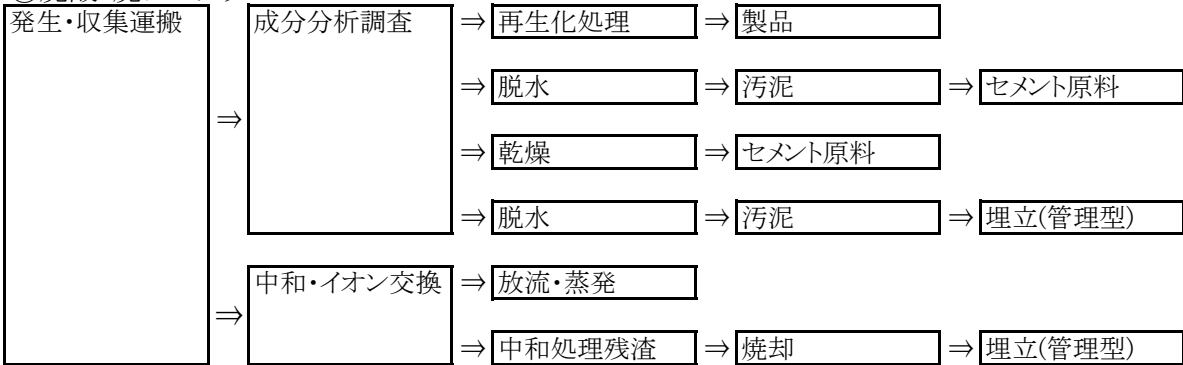 発生・収集運搬 成分分析調査 ⇒ 再生化処理 ⇒ 製品
⇒ 脱水 ⇒ 汚泥 ⇒ セメント原料
⇒
⇒ 乾燥 ⇒ セメント原料
⇒ 脱水 ⇒ 汚泥 ⇒ 埋立(管理型)
中和・イオン交換 ⇒ 放流・蒸発
⇒
⇒ 中和処理残渣 ⇒ 焼却 ⇒ 埋立(管理型)